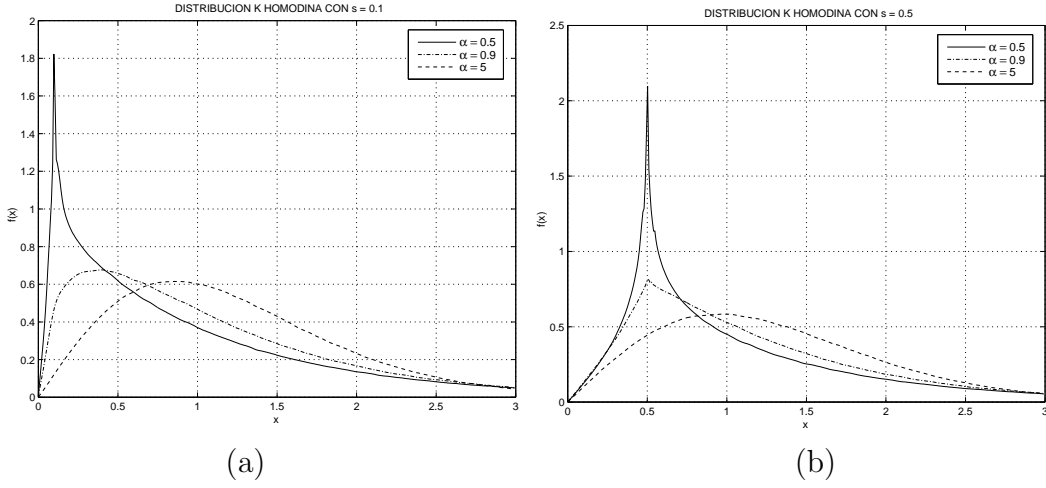 DISTRIBUCION K HOMODINA CON s = 0.1
2
1.8
1.6
1.4
1.2
1
0.8
0.6
0.4
0.2
0
f(x)
α = 0.5
α = 0.9
α = 5
0 0.5 1 1.5 2 2.5 3
x
(a)
DISTRIBUCION K HOMODINA CON s = 0.5
2.5
2
1.5
1
0.5
0
f(x)
α = 0.5
α = 0.9
α = 5
0 0.5 1 1.5 2 2.5 3
x
(b)